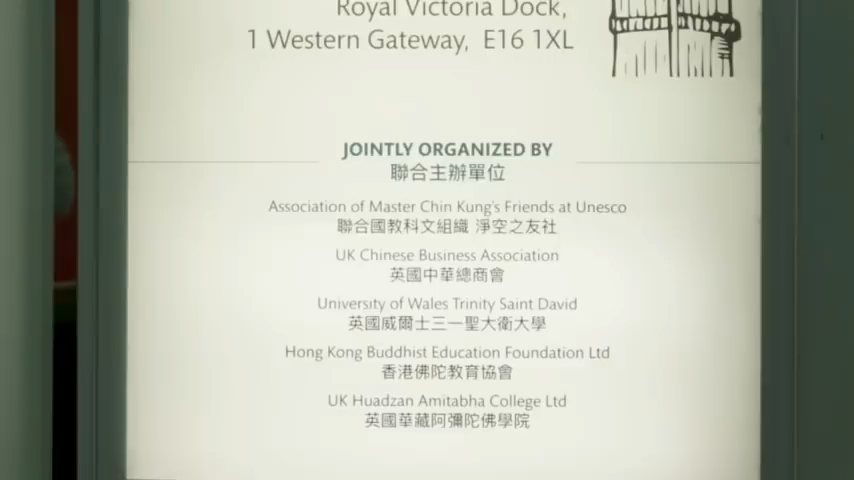 Royal Victoria Dock,
1 Western Gateway, E16 1XL
JOINTLY ORGANIZED BY
聯合主辦單位
Association of Master Chin Kung's Friends at Unesco
聯合國教科文組織 淨空之友社
UK Chinese Business Association
英國中華總商會
University of Wales Trinity Saint David
英國威爾士三一聖大衛大學
Hong Kong Buddhist Education Foundation Ltd
香港佛陀教育協會
UK Huadzan Amitabha College Ltd
英國華藏阿彌陀佛學院